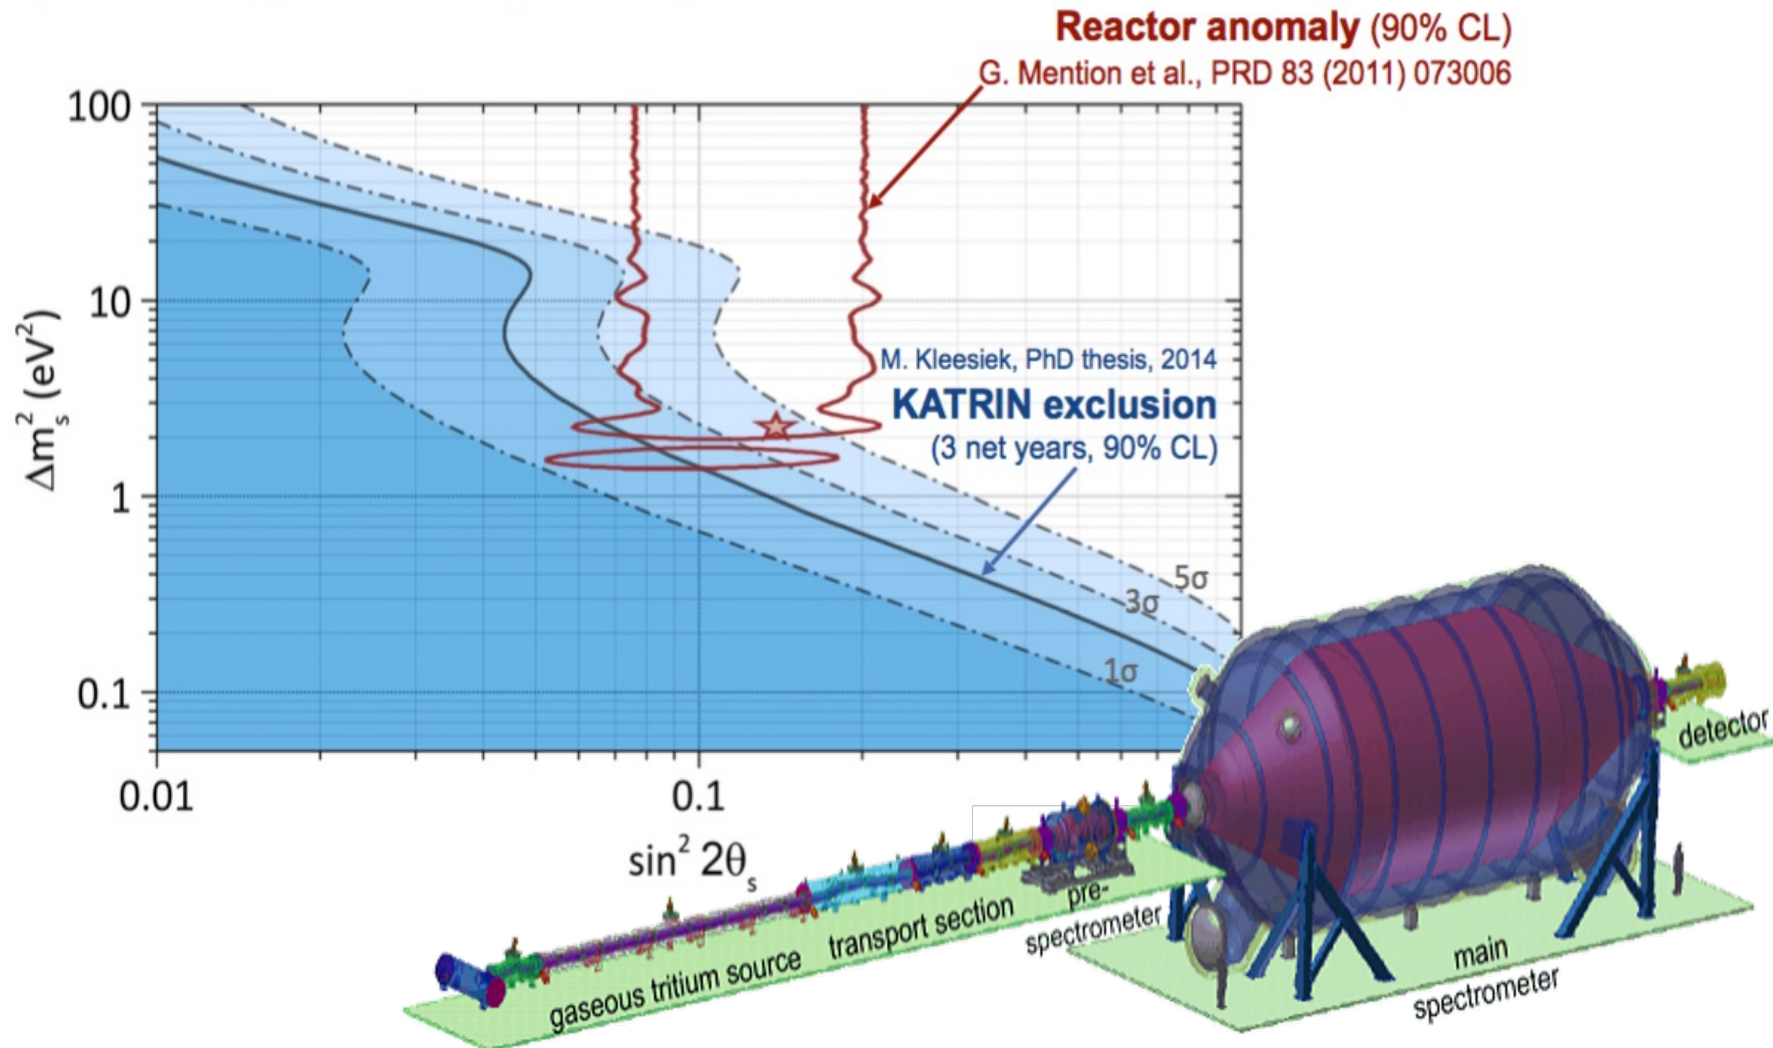 Reactor anomaly (90% CL)
G. Mention et al., PRD 83 (2011) 073006
100
10
1
0.1
Δm²ₛ (eV²)
M. Kleesiek, PhD thesis, 2014
KATRIN exclusion
(3 net years, 90% CL)
5σ
3σ
1σ
0.01
0.1
sin² 2θₛ
detector
pre-
spectrometer
transport section
gaseous tritium source
main
spectrometer